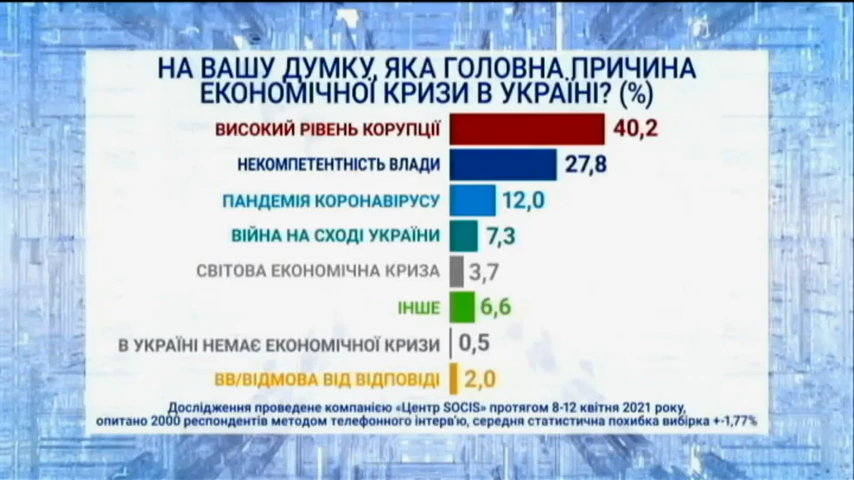 НА ВАШУ ДУМКУ, ЯКА ГОЛОВНА ПРИЧИНА
ЕКОНОМІЧНОЇ КРИЗИ В УКРАЇНІ? (%)
ВИСОКИЙ РІВЕНЬ КОРУПЦІЇ 40,2
НЕКОМПЕТЕНТНІСТЬ ВЛАДИ 27,8
ПАНДЕМІЯ КОРОНАВІРУСУ 12,0
ВІЙНА НА СХОДІ УКРАЇНИ 7,3
СВІТОВА ЕКОНОМІЧНА КРИЗА 3,7
ІНШЕ 6,6
В УКРАЇНІ НЕМАЄ ЕКОНОМІЧНОЇ КРИЗИ 0,5
ВВ/ВІДМОВА ВІД ВІДПОВІДІ 2,0
Дослідження проведене компанією «Центр SOCIS» протягом 8-12 квітня 2021 року,
опитано 2000 респондентів методом телефонного інтерв'ю, середня статистична похибка вибірка +-1,77%